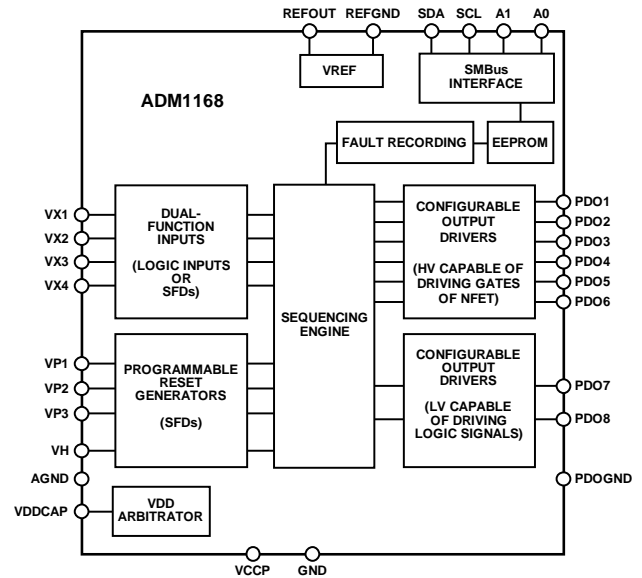 REFOUT REFGND SDA SCL A1 A0
VREF
SMBus
INTERFACE
ADM1168
FAULT RECORDING
EEPROM
VX1
VX2
VX3
VX4
DUAL-
FUNCTION
INPUTS
(LOGIC INPUTS
OR
SFDs)
SEQUENCING
ENGINE
CONFIGURABLE
OUTPUT
DRIVERS
(HV CAPABLE OF
DRIVING GATES
OF NFET)
PDO1
PDO2
PDO3
PDO4
PDO5
PDO6
VP1
VP2
VP3
VH
PROGRAMMABLE
RESET
GENERATORS
(SFDs)
CONFIGURABLE
OUTPUT
DRIVERS
(LV CAPABLE
OF DRIVING
LOGIC SIGNALS)
PDO7
PDO8
AGND
PDOGND
VDDCAP
VDD
ARBITRATOR
VCCP GND